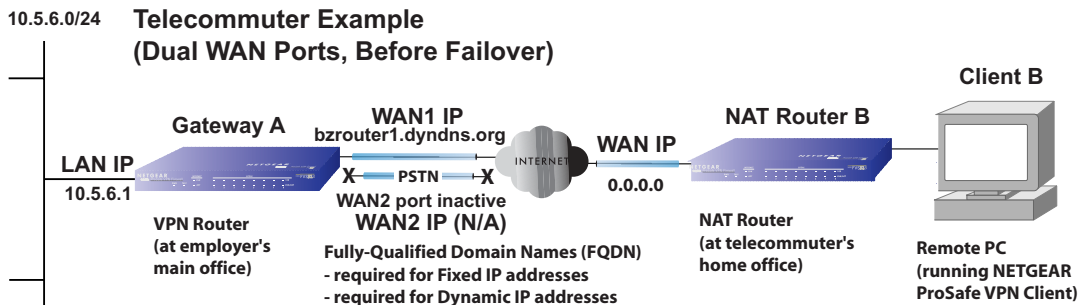 10.5.6.0/24
Telecommuter Example
(Dual WAN Ports, Before Failover)
Client B
WAN1 IP
bzrouter1.dyndns.org
Gateway A
NAT Router B
WAN IP
INTERNET
NETGEAR
NETGEAR
LAN IP
10.5.6.1
X PSTN X
0.0.0.0
WAN2 port inactive
WAN2 IP (N/A)
VPN Router
(at employer's
main office)
Fully-Qualified Domain Names (FQDN)
- required for Fixed IP addresses
- required for Dynamic IP addresses
NAT Router
(at telecommuter's
home office)
Remote PC
(running NETGEAR
ProSafe VPN Client)